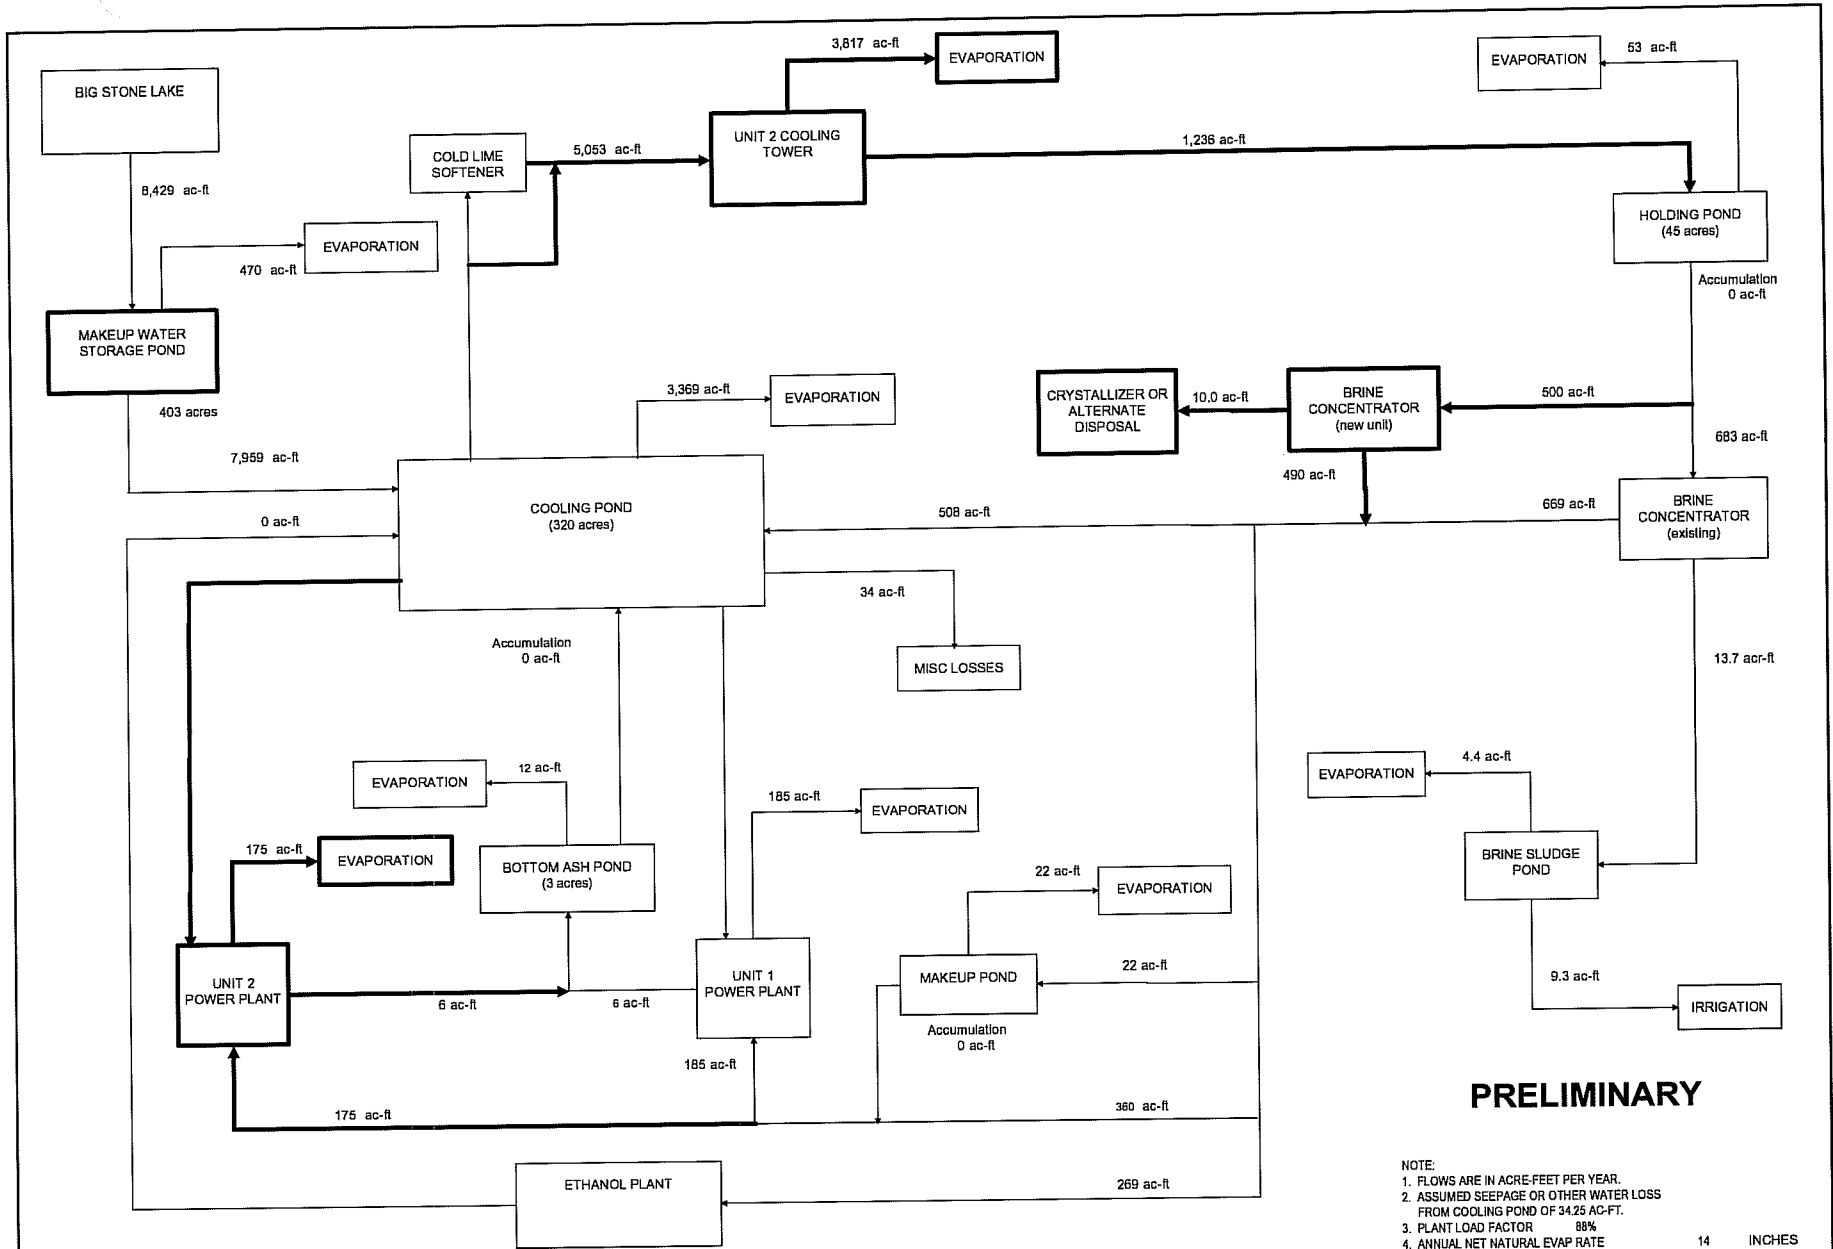 3,817 ac-ft
EVAPORATION
EVAPORATION
53 ac-ft
BIG STONE LAKE
COLD LIME
SOFTENER
5,053 ac-ft
UNIT 2 COOLING
TOWER
1,236 ac-ft
8,429 ac-ft
HOLDING POND
(45 acres)
EVAPORATION
470 ac-ft
Accumulation
0 ac-ft
MAKEUP WATER
STORAGE POND
403 acres
3,369 ac-ft
EVAPORATION
CRYSTALLIZER OR
ALTERNATE
DISPOSAL
10.0 ac-ft
BRINE
CONCENTRATOR
(new unit)
500 ac-ft
683 ac-ft
7,959 ac-ft
490 ac-ft
COOLING POND
(320 acres)
0 ac-ft
508 ac-ft
669 ac-ft
BRINE
CONCENTRATOR
(existing)
34 ac-ft
Accumulation
0 ac-ft
MISC LOSSES
13.7 acr-ft
EVAPORATION
12 ac-ft
185 ac-ft
EVAPORATION
EVAPORATION
4.4 ac-ft
175 ac-ft
EVAPORATION
BOTTOM ASH POND
(3 acres)
22 ac-ft
EVAPORATION
BRINE SLUDGE
POND
UNIT 2
POWER PLANT
6 ac-ft
6 ac-ft
UNIT 1
POWER PLANT
MAKEUP POND
22 ac-ft
9.3 ac-ft
IRRIGATION
Accumulation
0 ac-ft
185 ac-ft
175 ac-ft
360 ac-ft
PRELIMINARY
ETHANOL PLANT
269 ac-ft
NOTE:
1. FLOWS ARE IN ACRE-FEET PER YEAR.
2. ASSUMED SEEPAGE OR OTHER WATER LOSS
FROM COOLING POND OF 34.25 AC-FT.
3. PLANT LOAD FACTOR 88%
4. ANNUAL NET NATURAL EVAP RATE 14 INCHES